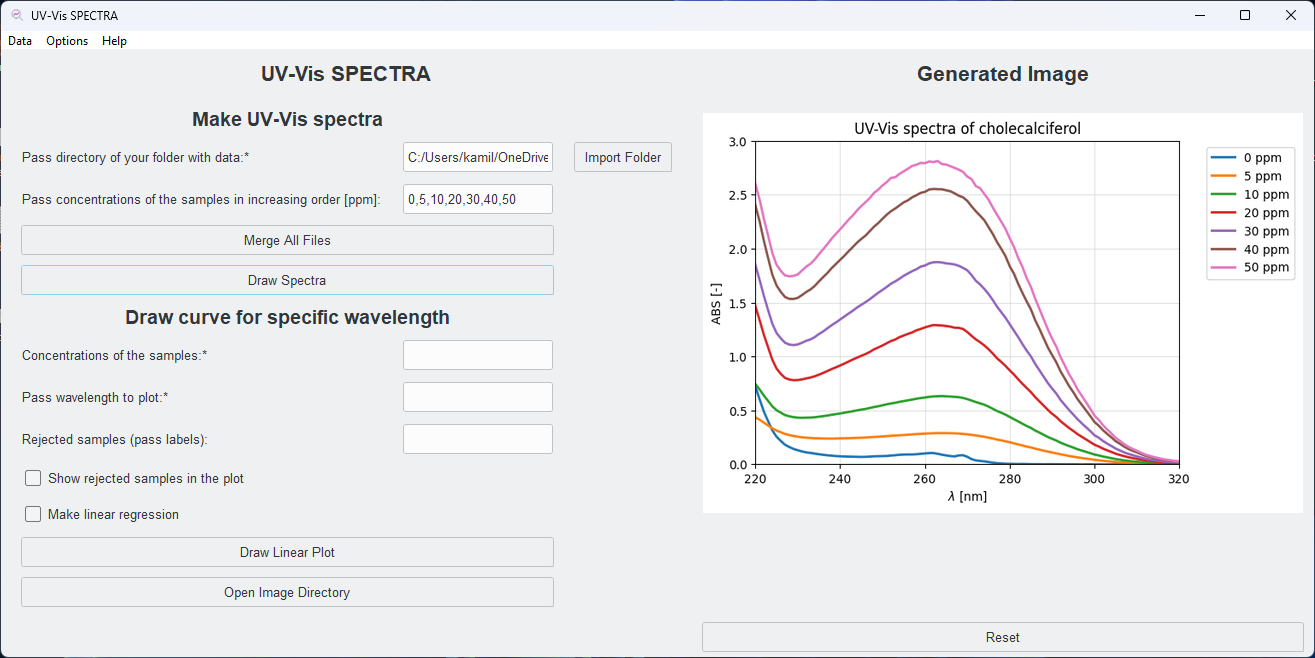 UV-Vis SPECTRA
Data Options Help
UV-Vis SPECTRA
Make UV-Vis spectra
Pass directory of your folder with data:* C:/Users/kamil/OneDrive Import Folder
Pass concentrations of the samples in increasing order [ppm]: 0,5,10,20,30,40,50
Merge All Files
Draw Spectra
Draw curve for specific wavelength
Concentrations of the samples:*
Pass wavelength to plot:*
Rejected samples (pass labels):
Show rejected samples in the plot
Make linear regression
Draw Linear Plot
Open Image Directory
Generated Image
UV-Vis spectra of cholecalciferol
3.0
2.5
2.0
1.5
1.0
0.5
0.0
ABS [-]
220 240 260 280 300 320
λ [nm]
0 ppm
5 ppm
10 ppm
20 ppm
30 ppm
40 ppm
50 ppm
Reset